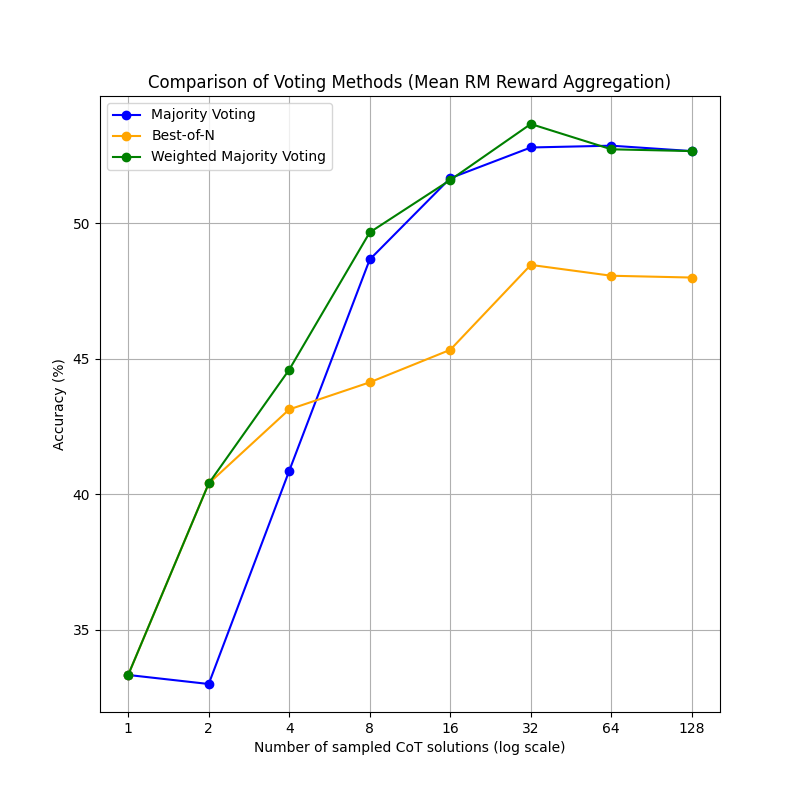 Comparison of Voting Methods (Mean RM Reward Aggregation)
Majority Voting
Best-of-N
Weighted Majority Voting
Accuracy (%)
50
45
40
35
1 2 4 8 16 32 64 128
Number of sampled CoT solutions (log scale)